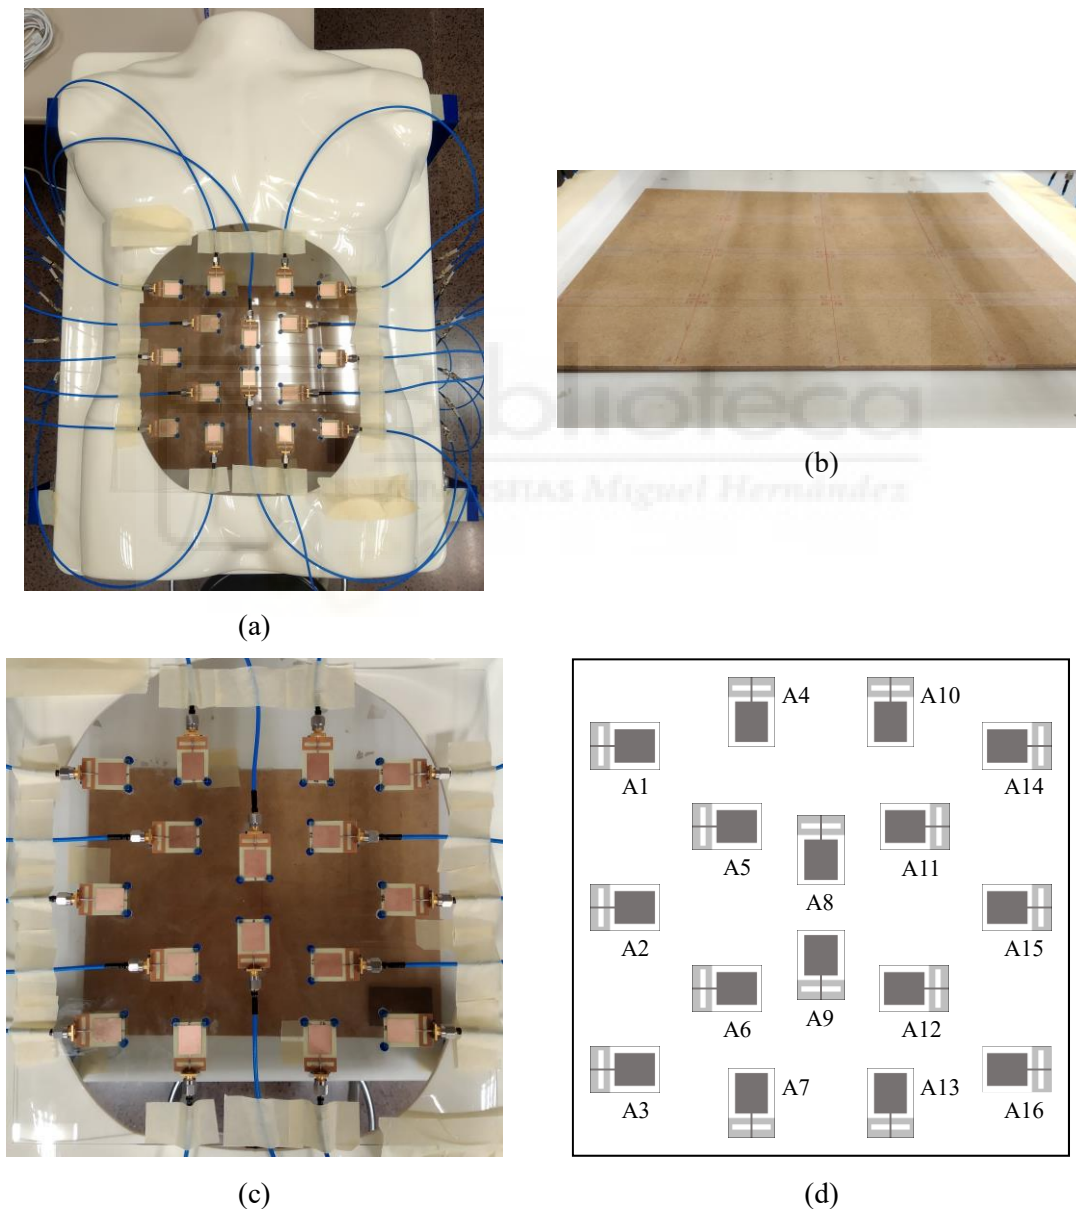 Biblioteca
UNIVERSITAS Miguel Hernández
(a)
(b)
A4
A10
A1
A14
A5
A8
A11
A2
A15
A6
A9
A12
A3
A7
A13
A16
(c)
(d)